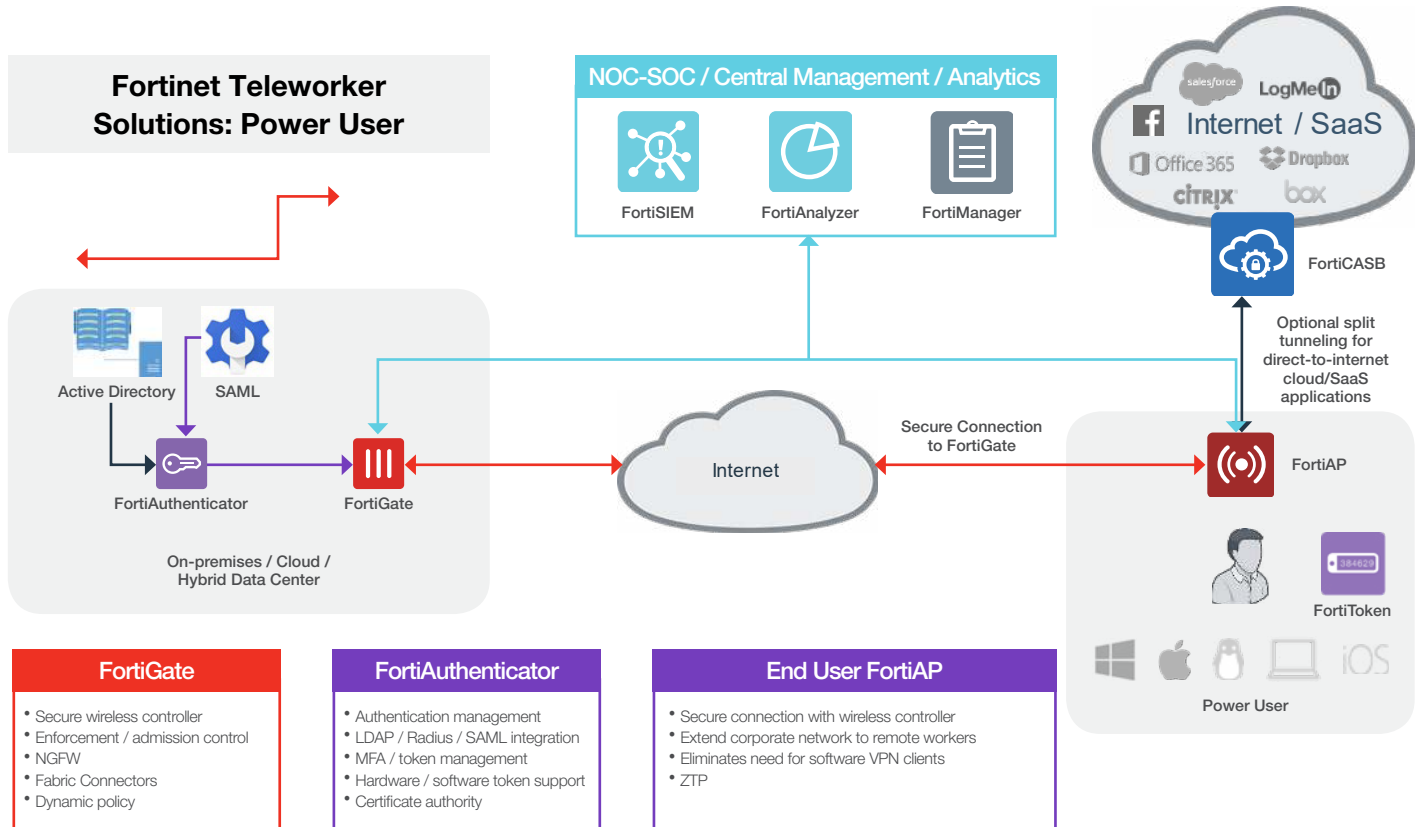 Fortinet Teleworker
Solutions: Power User
NOC-SOC / Central Management / Analytics
FortiSIEM
FortiAnalyzer
FortiManager
salesforce
LogMeIn
Internet / SaaS
Office 365
Dropbox
CİTRIX
box
FortiCASB
Optional split
tunneling for
direct-to-internet
cloud/SaaS
applications
Active Directory
SAML
FortiAuthenticator
FortiGate
On-premises / Cloud /
Hybrid Data Center
Internet
Secure Connection
to FortiGate
FortiAP
384629
FortiToken
iOS
Power User
FortiGate
• Secure wireless controller
• Enforcement / admission control
• NGFW
• Fabric Connectors
• Dynamic policy
FortiAuthenticator
• Authentication management
• LDAP / Radius / SAML integration
• MFA / token management
• Hardware / software token support
• Certificate authority
End User FortiAP
• Secure connection with wireless controller
• Extend corporate network to remote workers
• Eliminates need for software VPN clients
• ZTP